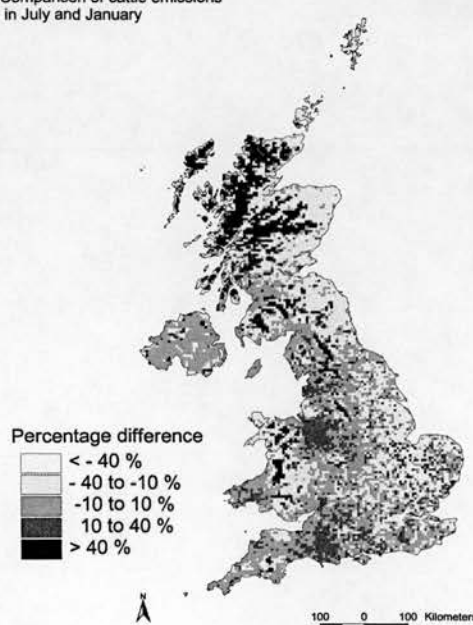 Comparison of cattle emissions
in July and January
Percentage difference
< - 40 %
- 40 to -10 %
-10 to 10 %
10 to 40 %
> 40 %
N
100 0 100 Kilometers